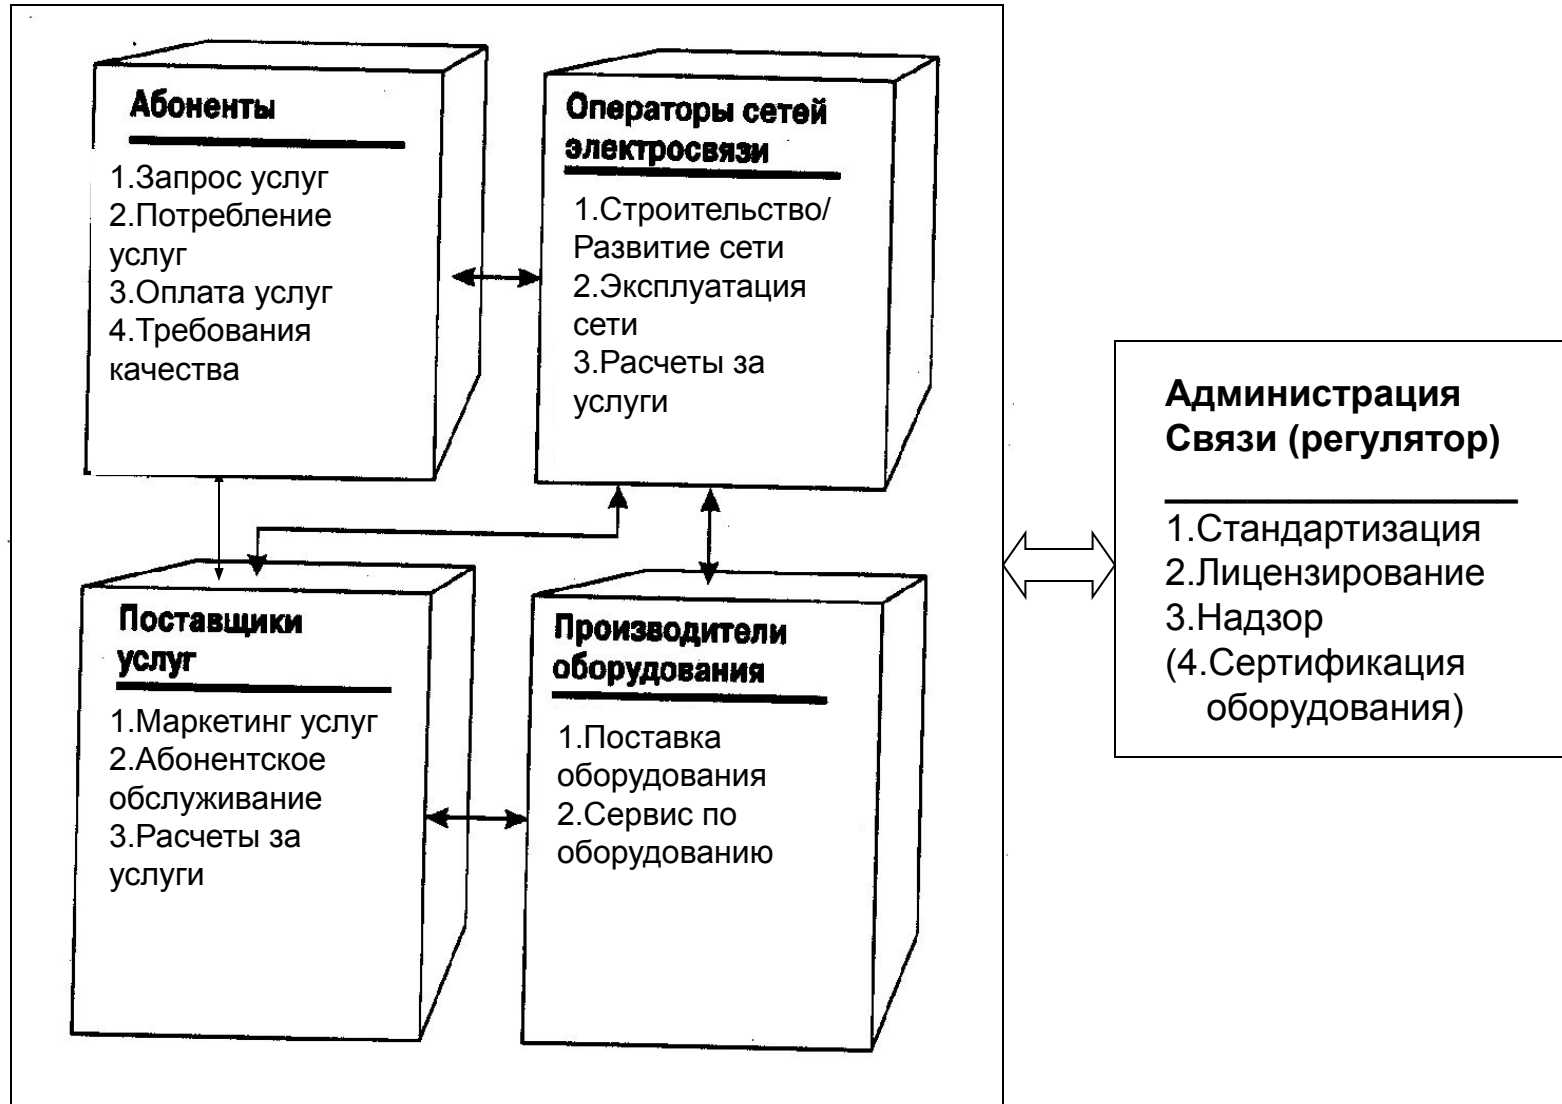 Абоненты
1.Запрос услуг
2.Потребление
услуг
3.Оплата услуг
4.Требования
качества
Операторы сетей
электросвязи
1.Строительство/
Развитие сети
2.Эксплуатация
сети
3.Расчеты за
услуги
Поставщики
услуг
1.Маркетинг услуг
2.Абонентское
обслуживание
3.Расчеты за
услуги
Производители
оборудования
1.Поставка
оборудования
2.Сервис по
оборудованию
Администрация
Связи (регулятор)
1.Стандартизация
2.Лицензирование
3.Надзор
(4.Сертификация
оборудования)